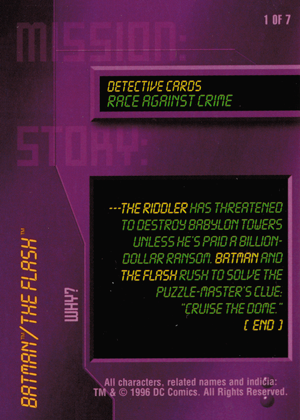 1 OF 7
MISSION:
DETECTIVE CARDS
RACE AGAINST CRIME
STORY:
---THE RIDDLER HAS THREATENED
TO DESTROY BABYLON TOWERS
UNLESS HE'S PAID A BILLION-
DOLLAR RANSOM. BATMAN AND
THE FLASH RUSH TO SOLVE THE
PUZZLE-MASTER'S CLUE:
"CRUISE THE DOME."
( END )
BATMAN™/THE FLASH™
WHY?
All characters, related names and indicia:
TM & © 1996 DC Comics. All Rights Reserved.